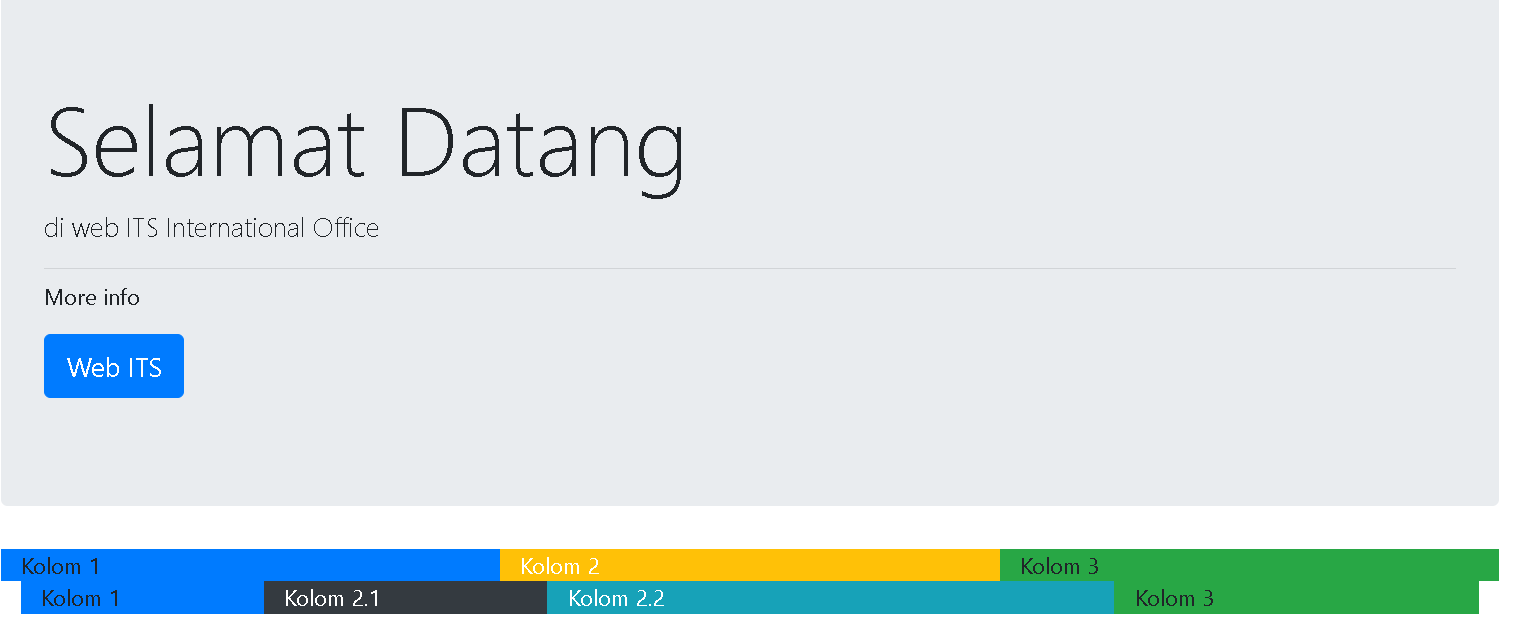 Selamat Datang
di web ITS International Office
More info
Web ITS
Kolom 1 Kolom 2 Kolom 3
Kolom 1 Kolom 2.1 Kolom 2.2 Kolom 3